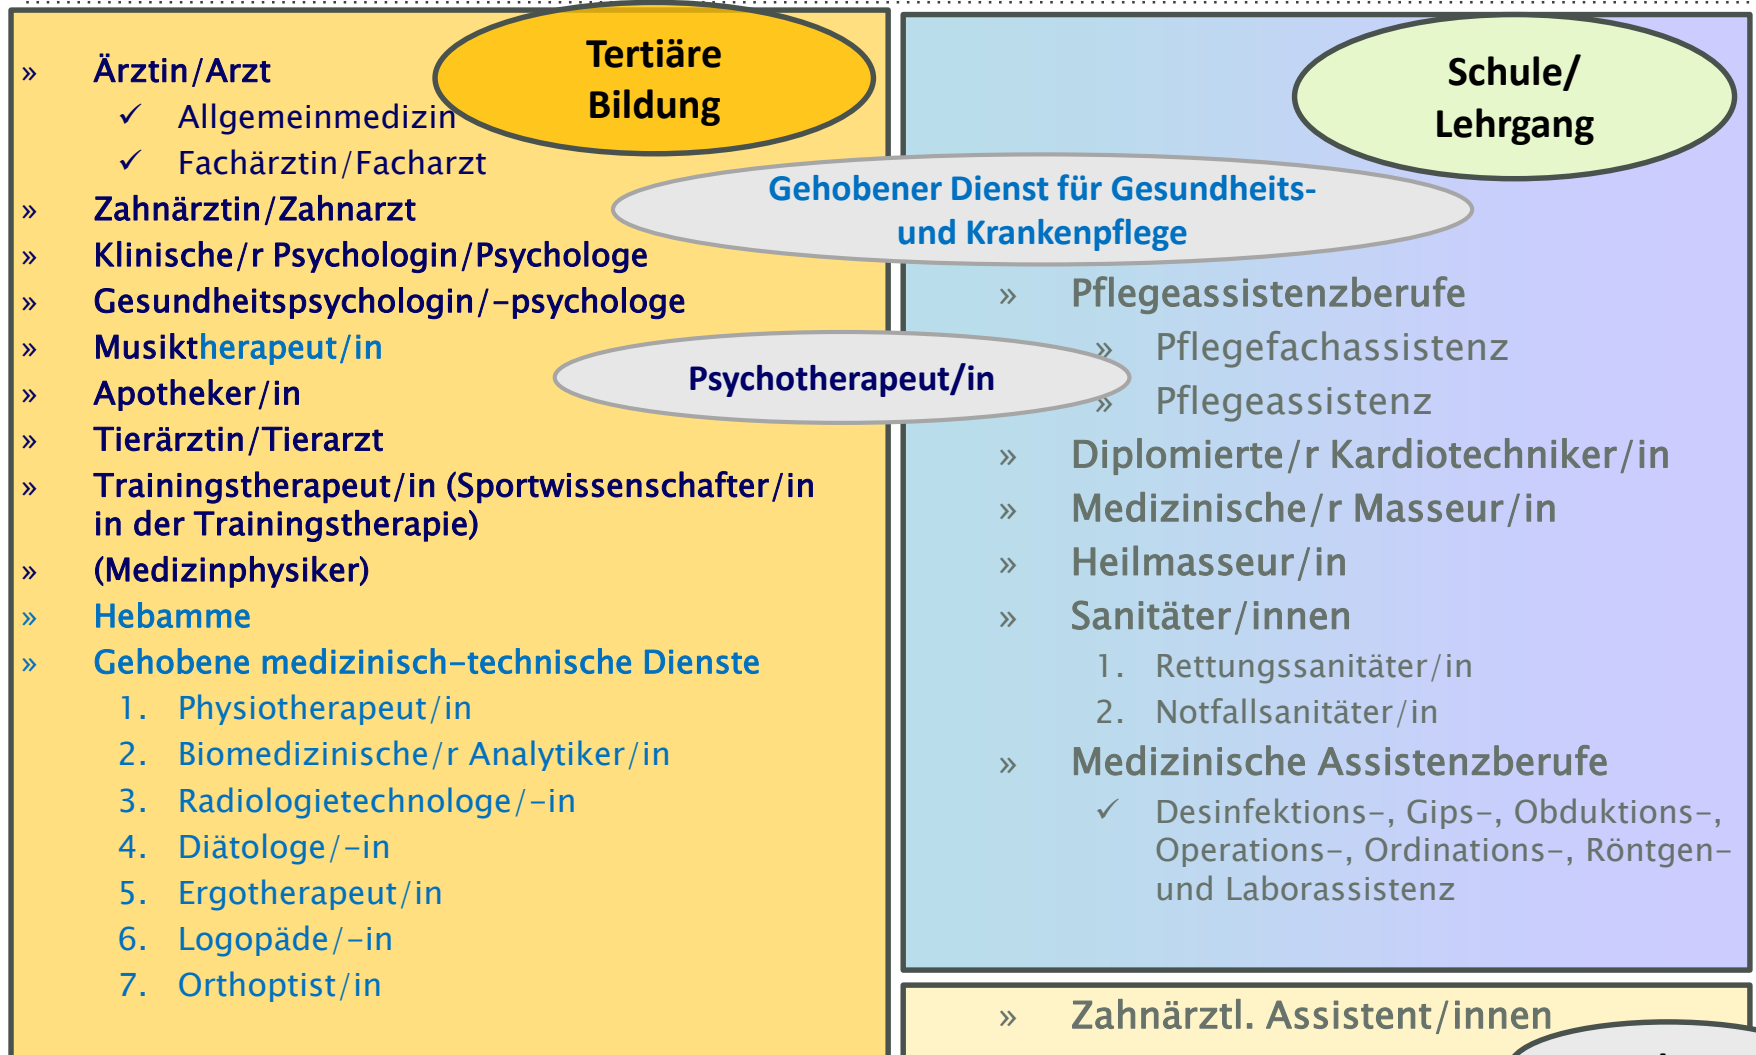 Tertiäre
Bildung
» Ärztin/Arzt
✓ Allgemeinmedizin
✓ Fachärztin/Facharzt
» Zahnärztin/Zahnarzt
» Klinische/r Psychologin/Psychologe
» Gesundheitspsychologin/-psychologe
» Musiktherapeut/in
» Apotheker/in
» Tierärztin/Tierarzt
» Trainingstherapeut/in (Sportwissenschafter/in
in der Trainingstherapie)
» (Medizinphysiker)
» Hebamme
» Gehobene medizinisch-technische Dienste
1. Physiotherapeut/in
2. Biomedizinische/r Analytiker/in
3. Radiologietechnologe/-in
4. Diätologe/-in
5. Ergotherapeut/in
6. Logopäde/-in
7. Orthoptist/in
Gehobener Dienst für Gesundheits-
und Krankenpflege
Psychotherapeut/in
Schule/
Lehrgang
» Pflegeassistenzberufe
» Pflegefachassistenz
» Pflegeassistenz
» Diplomierte/r Kardiotechniker/in
» Medizinische/r Masseur/in
» Heilmasseur/in
» Sanitäter/innen
1. Rettungssanitäter/in
2. Notfallsanitäter/in
» Medizinische Assistenzberufe
✓ Desinfektions-, Gips-, Obduktions-,
Operations-, Ordinations-, Röntgen-
und Laborassistenz
» Zahnärztl. Assistent/innen